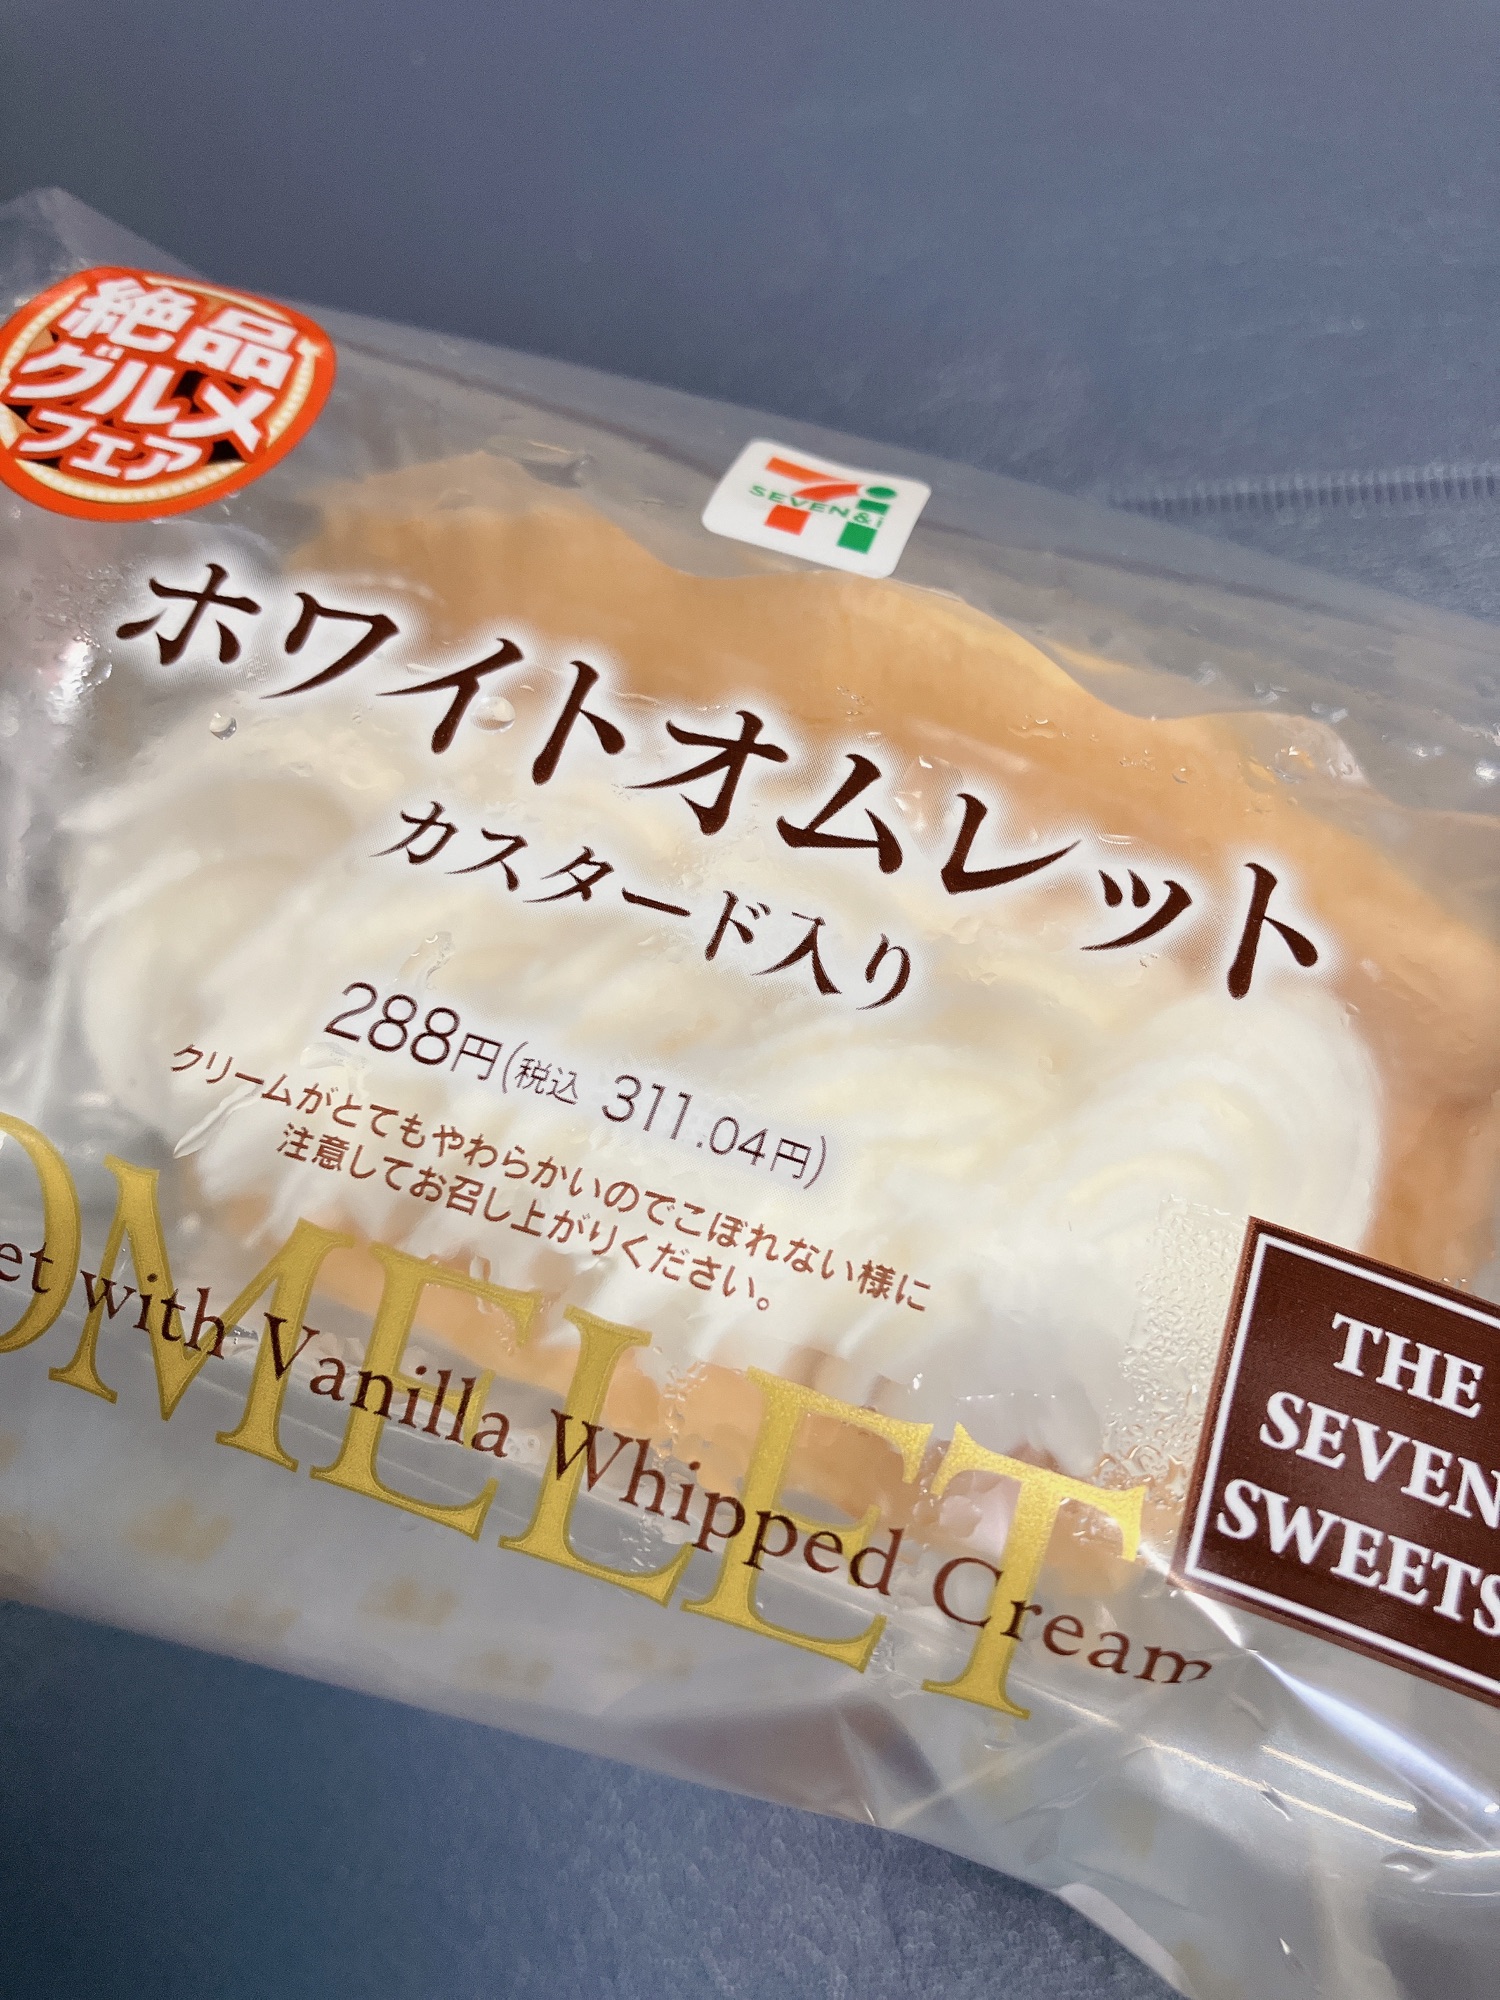 絶品
グルメ
フェア
SEVEN&i
ホワイトオムレット
カスタード入り
288円(税込 311.04円)
クリームがとてもやわらかいのでこぼれない様に
注意してお召し上がりください。
OMELET
with Vanilla Whipped Cream
THE
SEVEN
SWEETS